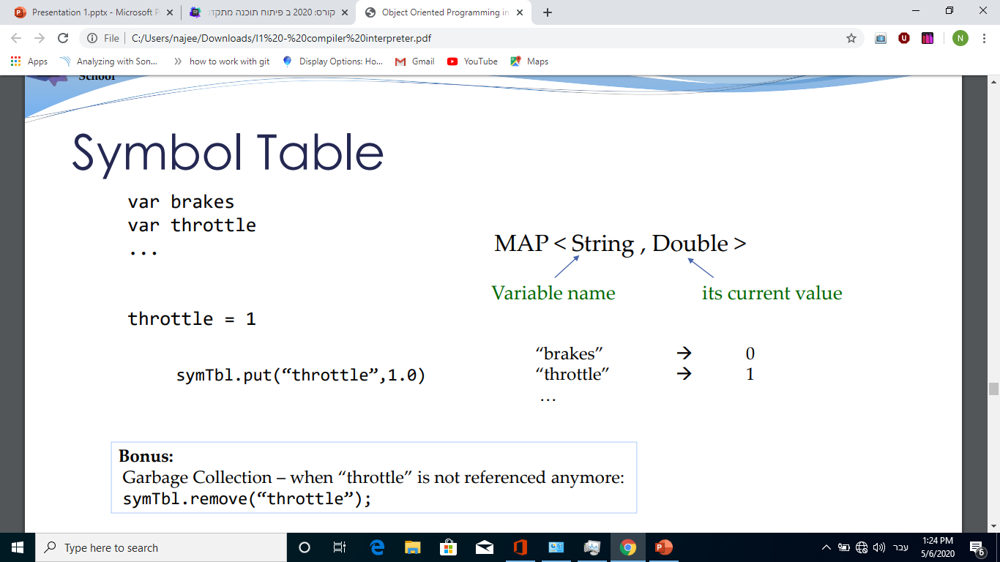 Presentation 1.pptx - Microsoft P
קורס: 2020 ב פיתוח תוכנה מתקדמ
Object Oriented Programming in
File
C:/Users/najee/Downloads/l1%20-%20compiler%20interpreter.pdf
N
Apps
Analyzing with Son...
how to work with git
Display Options: Ho...
Gmail
YouTube
Maps
School
Symbol Table
var brakes
var throttle
...
MAP < String , Double >
Variable name
its current value
throttle = 1
“brakes” → 0
symTbl.put(“throttle”,1.0)
“throttle” → 1
…
Bonus:
Garbage Collection – when “throttle” is not referenced anymore:
symTbl.remove(“throttle”);
Type here to search
עבר
1:24 PM
5/6/2020
6